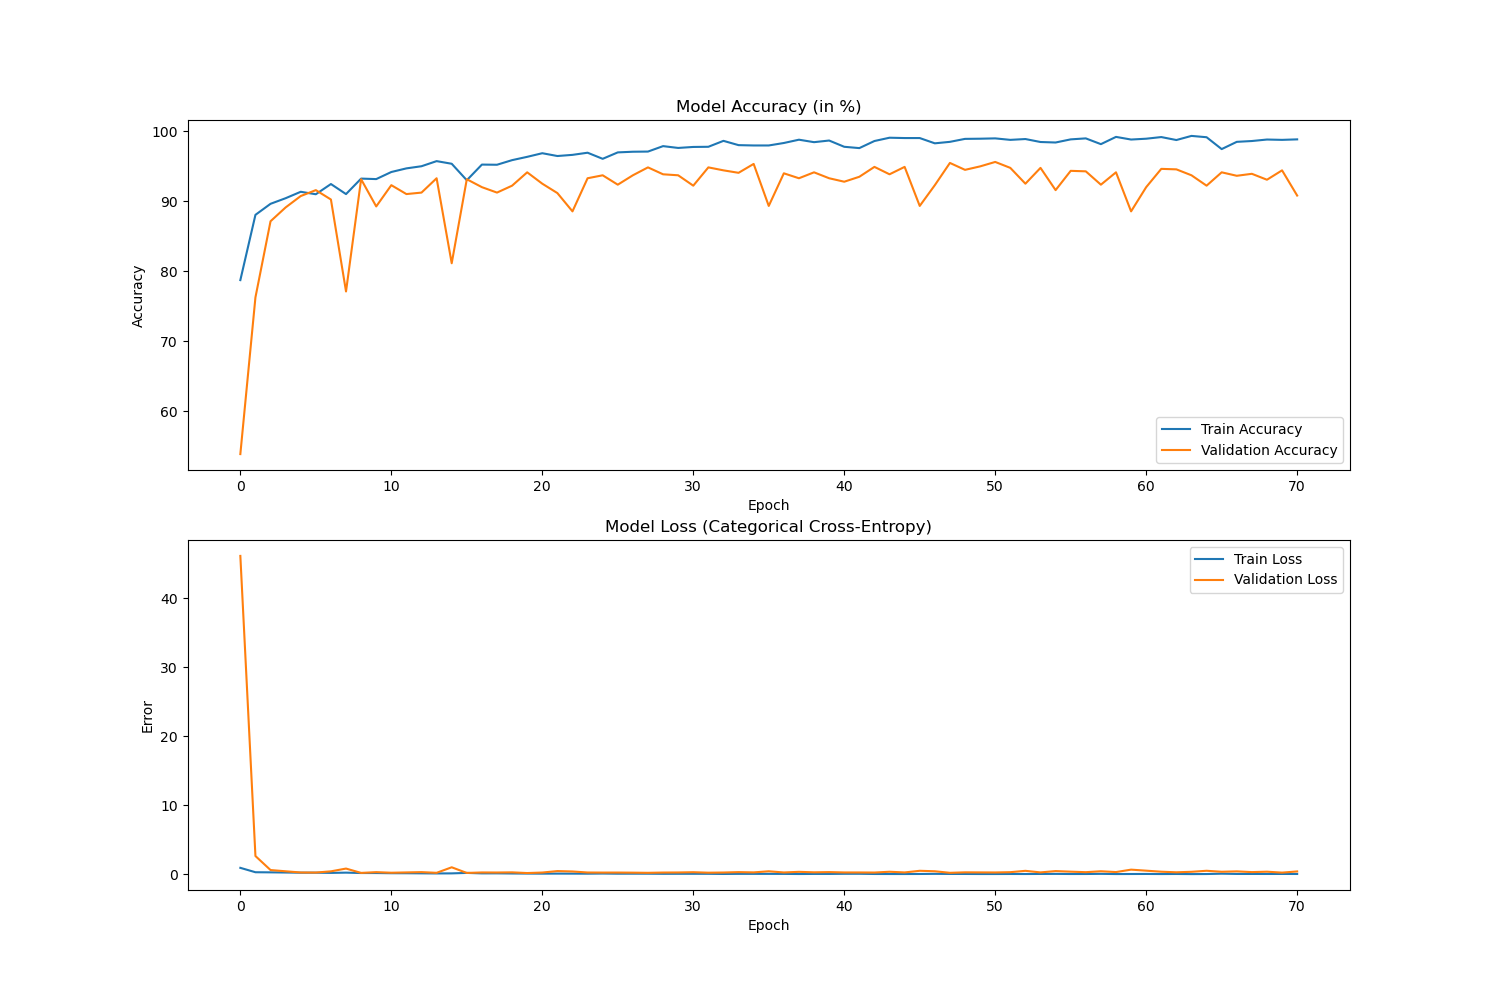 Model Accuracy (in %)
100
90
80
70
60
Accuracy
Train Accuracy
Validation Accuracy
0 10 20 30 40 50 60 70
Epoch
Model Loss (Categorical Cross-Entropy)
Train Loss
Validation Loss
40
30
20
10
0
Error
0 10 20 30 40 50 60 70
Epoch